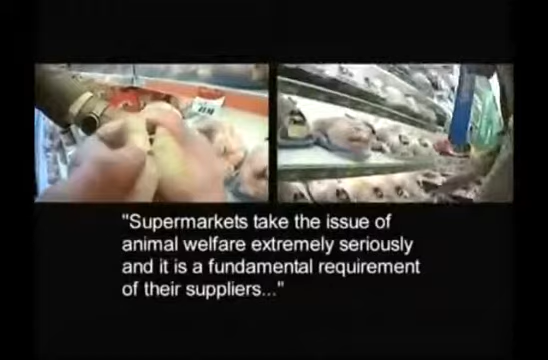 "Supermarkets take the issue of
animal welfare extremely seriously
and it is a fundamental requirement
of their suppliers..."